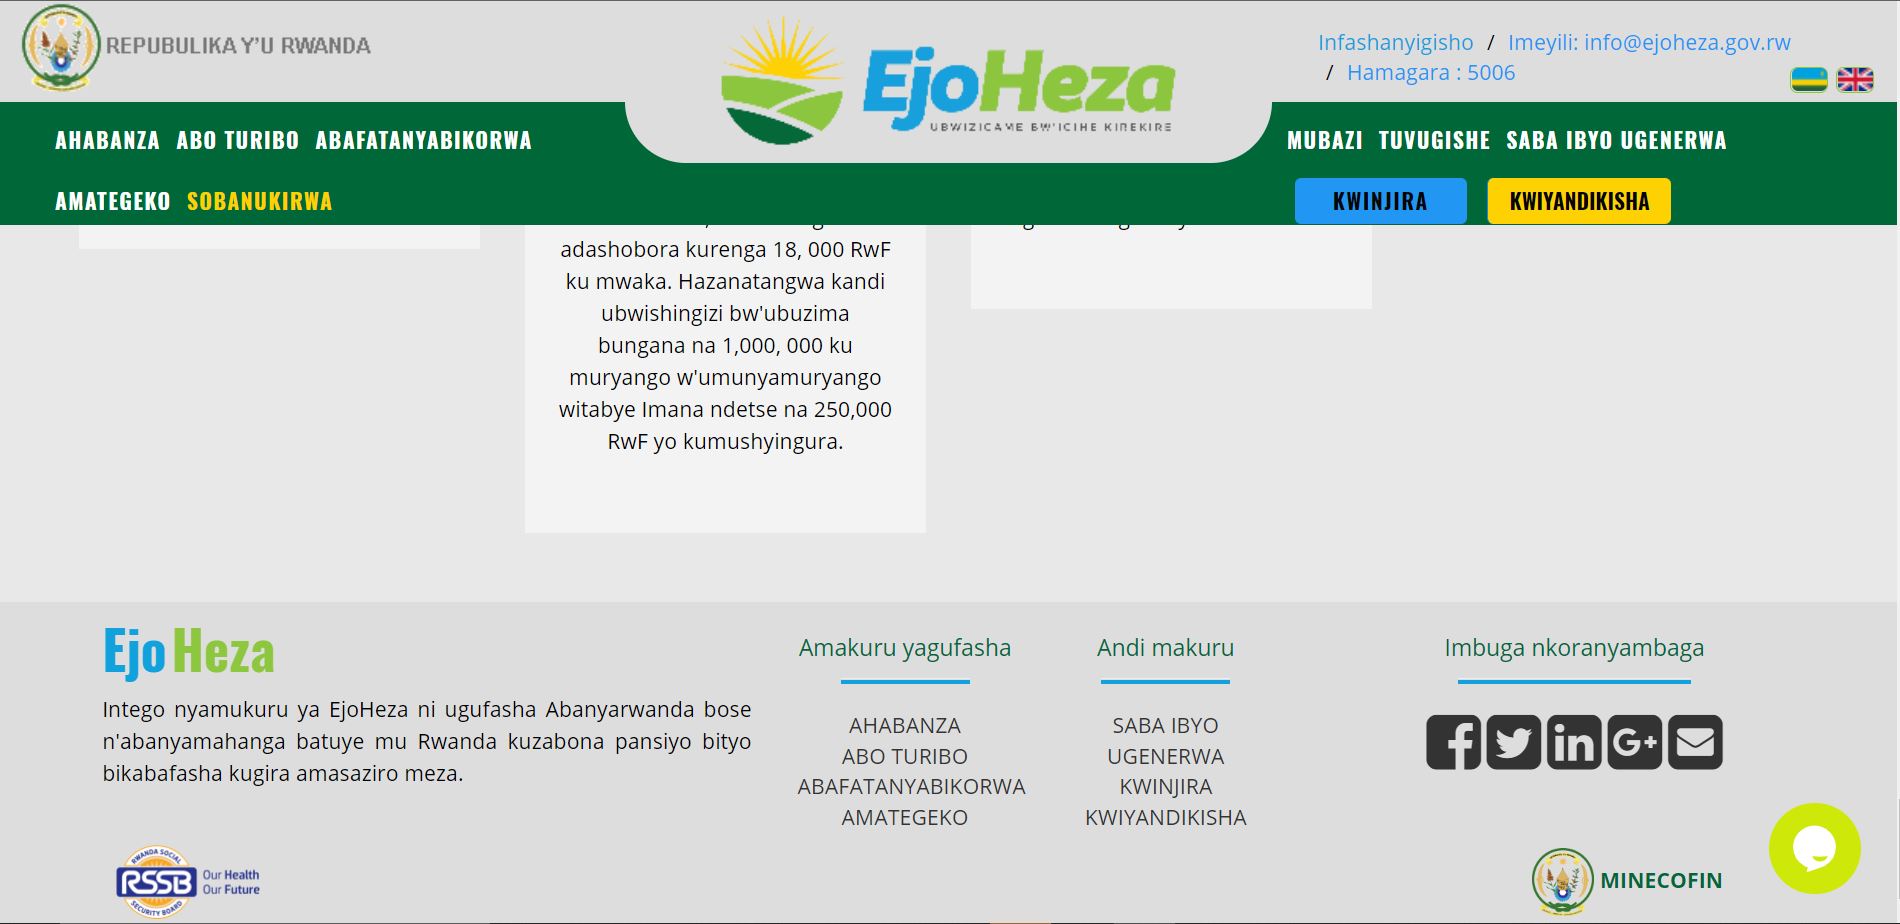 REPUBULIKA Y'U RWANDA
EjoHeza
UBWIZIGAME BW'IGIHE KIREKIRE
Infashanyigisho / Imeyili: info@ejoheza.gov.rw
/ Hamagara : 5006
AHABANZA ABO TURIBO ABAFATANYABIKORWA
MUBAZI TUVUGISHE SABA IBYO UGENERWA
AMATEGEKO SOBANUKIRWA
KWINJIRA KWIYANDIKISHA
adashobora kurenga 18, 000 RwF
ku mwaka. Hazanatangwa kandi
ubwishingizi bw'ubuzima
bungana na 1,000, 000 ku
muryango w'umunyamuryango
witabye Imana ndetse na 250,000
RwF yo kumushyingura.
Ejo Heza
Intego nyamukuru ya EjoHeza ni ugufasha Abanyarwanda bose
n'abanyamahanga batuye mu Rwanda kuzabona pansiyo bityo
bikabafasha kugira amasaziro meza.
RWANDA SOCIAL
RSSB
SECURITY BOARD
Our Health
Our Future
Amakuru yagufasha
AHABANZA
ABO TURIBO
ABAFATANYABIKORWA
AMATEGEKO
Andi makuru
SABA IBYO
UGENERWA
KWINJIRA
KWIYANDIKISHA
Imbuga nkoranyambaga
MINECOFIN